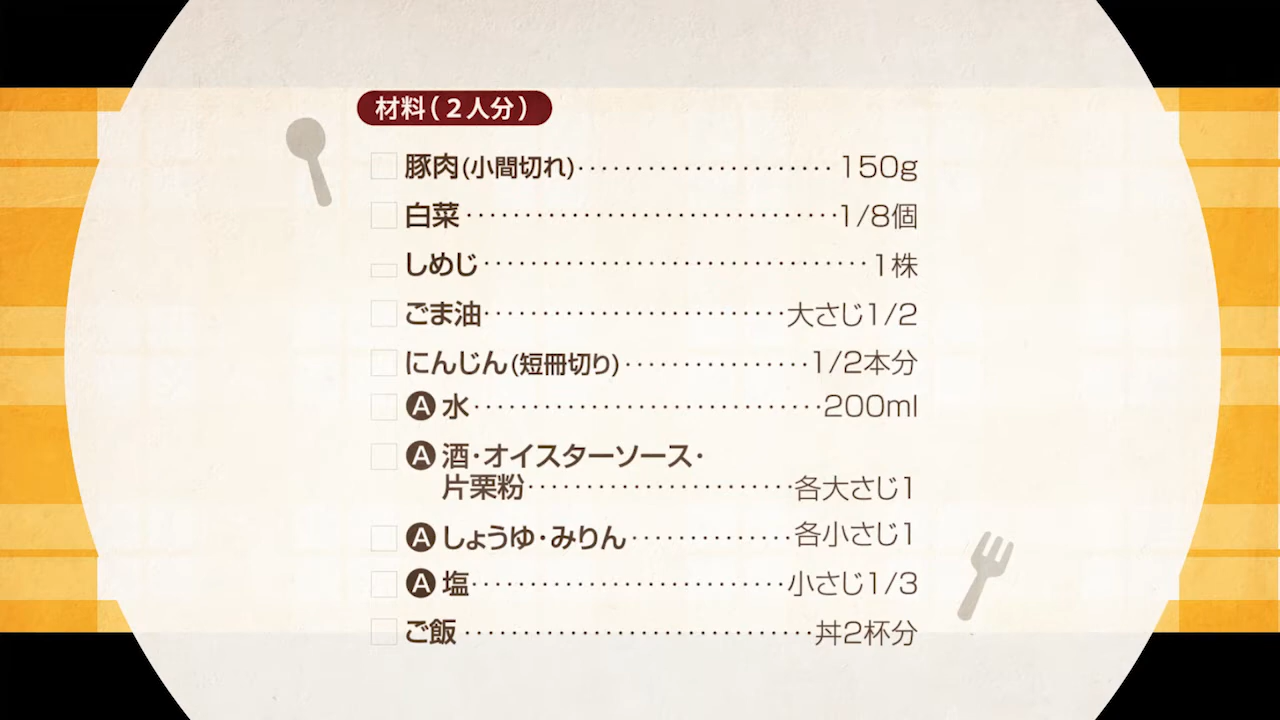 材料(2人分)
豚肉(小間切れ)····················· 150g
白菜································1/8個
しめじ································· 1株
ごま油·························大さじ1/2
にんじん(短冊切り)················1/2本分
A 水······························200ml
A 酒・オイスターソース・
片栗粉·······················各大さじ1
A しょうゆ・みりん··············各小さじ1
A 塩···························小さじ1/3
ご飯······························丼2杯分